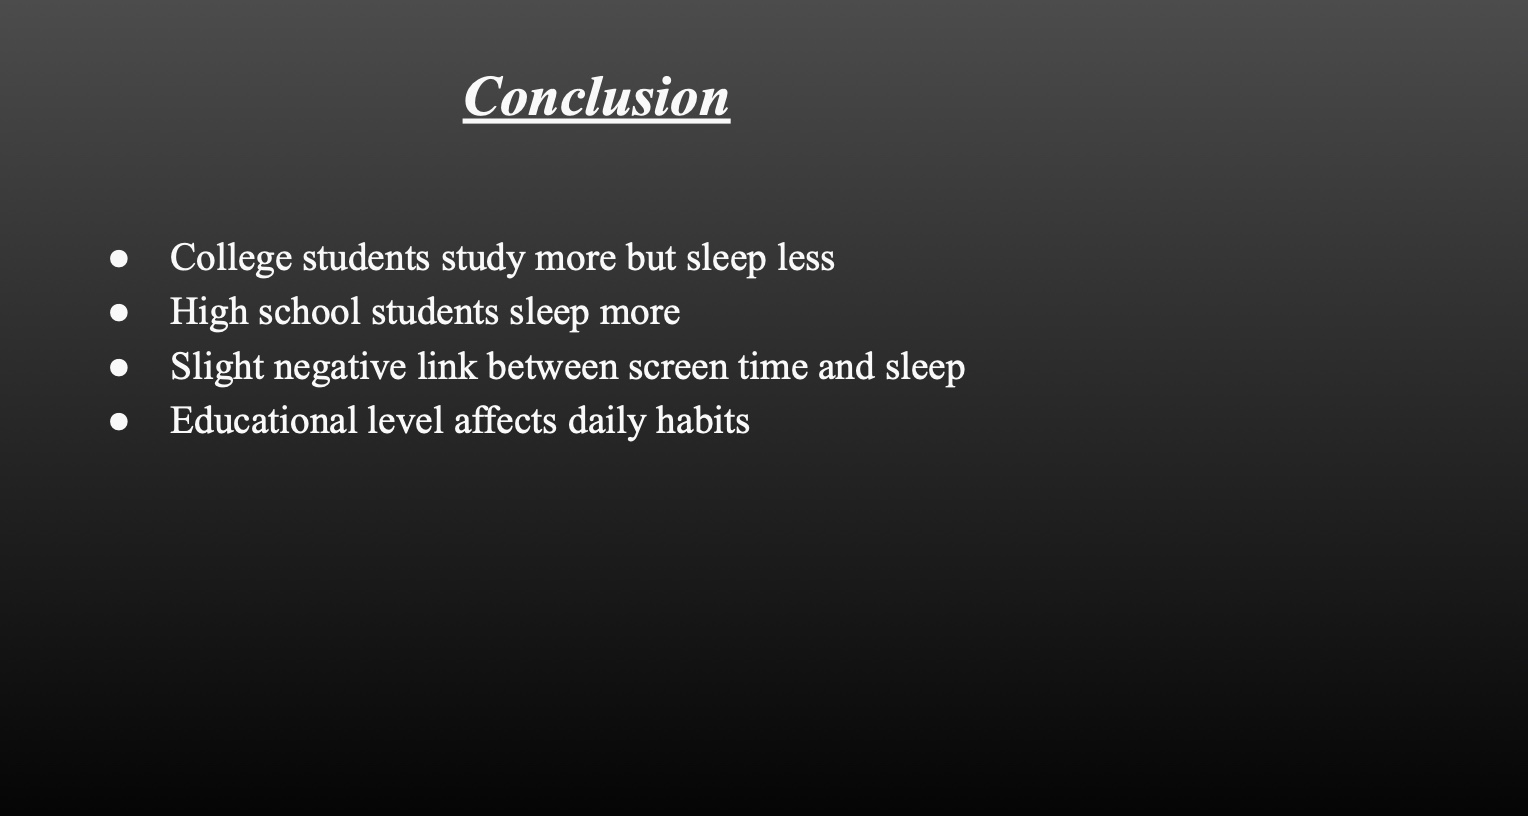 Conclusion
● College students study more but sleep less
● High school students sleep more
● Slight negative link between screen time and sleep
● Educational level affects daily habits